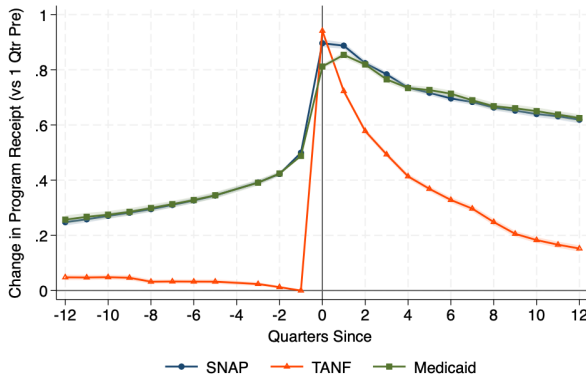 Change in Program Receipt (vs 1 Qtr Pre)
1
.8
.6
.4
.2
0
-12 -10 -8 -6 -4 -2 0 2 4 6 8 10 12
Quarters Since
SNAP TANF Medicaid